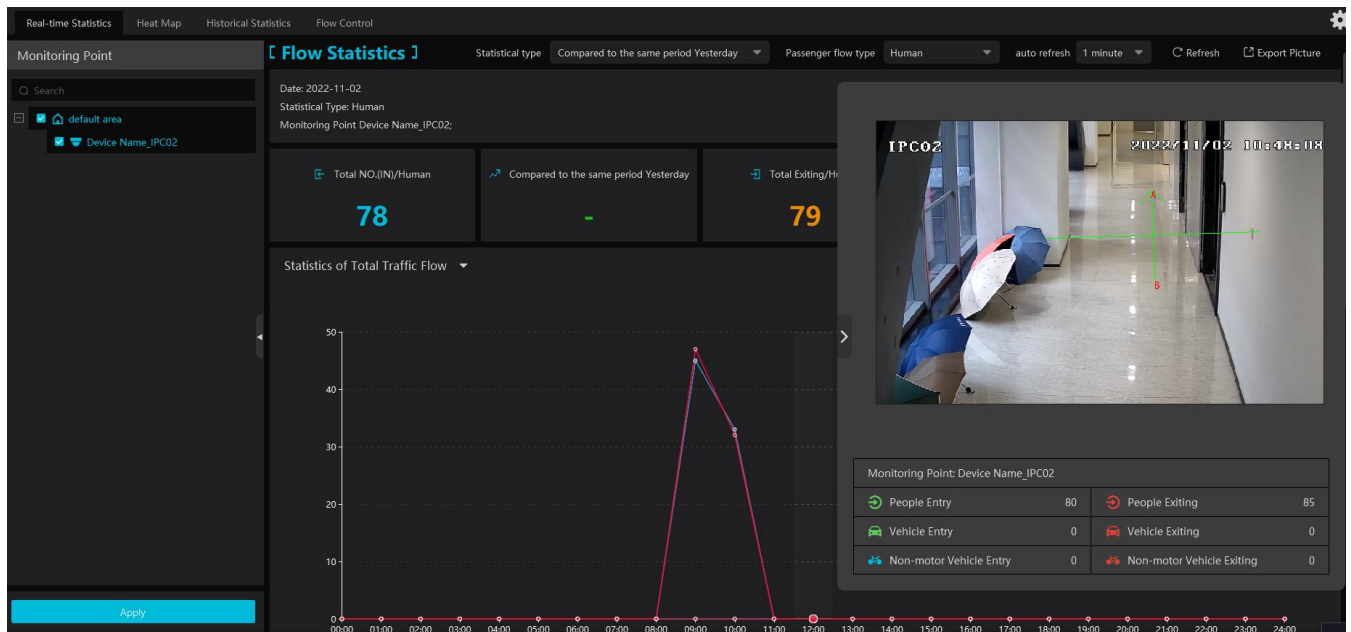 Real-time Statistics Heat Map Historical Statistics Flow Control
Monitoring Point
Search
default area
Device Name_IPC02
Apply
[ Flow Statistics ] Statistical type Compared to the same period Yesterday Passenger flow type Human auto refresh 1 minute Refresh Export Picture
Date: 2022-11-02
Statistical Type: Human
Monitoring Point Device Name_IPC02;
Total NO.(IN)/Human Compared to the same period Yesterday Total Exiting/Hu
78 - 79
Statistics of Total Traffic Flow
50
40
30
20
10
0
00:00 01:00 02:00 03:00 04:00 05:00 06:00 07:00 08:00 09:00 10:00 11:00 12:00 13:00 14:00 15:00 16:00 17:00 18:00 19:00 20:00 21:00 22:00 23:00 24:00
IPC02 2022/11/02 10:48:08
A
B
Monitoring Point: Device Name_IPC02
People Entry 80 People Exiting 85
Vehicle Entry 0 Vehicle Exiting 0
Non-motor Vehicle Entry 0 Non-motor Vehicle Exiting 0